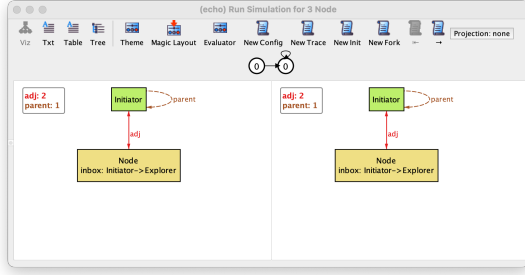 (echo) Run Simulation for 3 Node
Viz Txt Table Tree Theme Magic Layout Evaluator New Config New Trace New Init New Fork ← → Projection: none
0 0
adj: 2
parent: 1
Initiator
parent
adj
Node
inbox: Initiator->Explorer
adj: 2
parent: 1
Initiator
parent
adj
Node
inbox: Initiator->Explorer